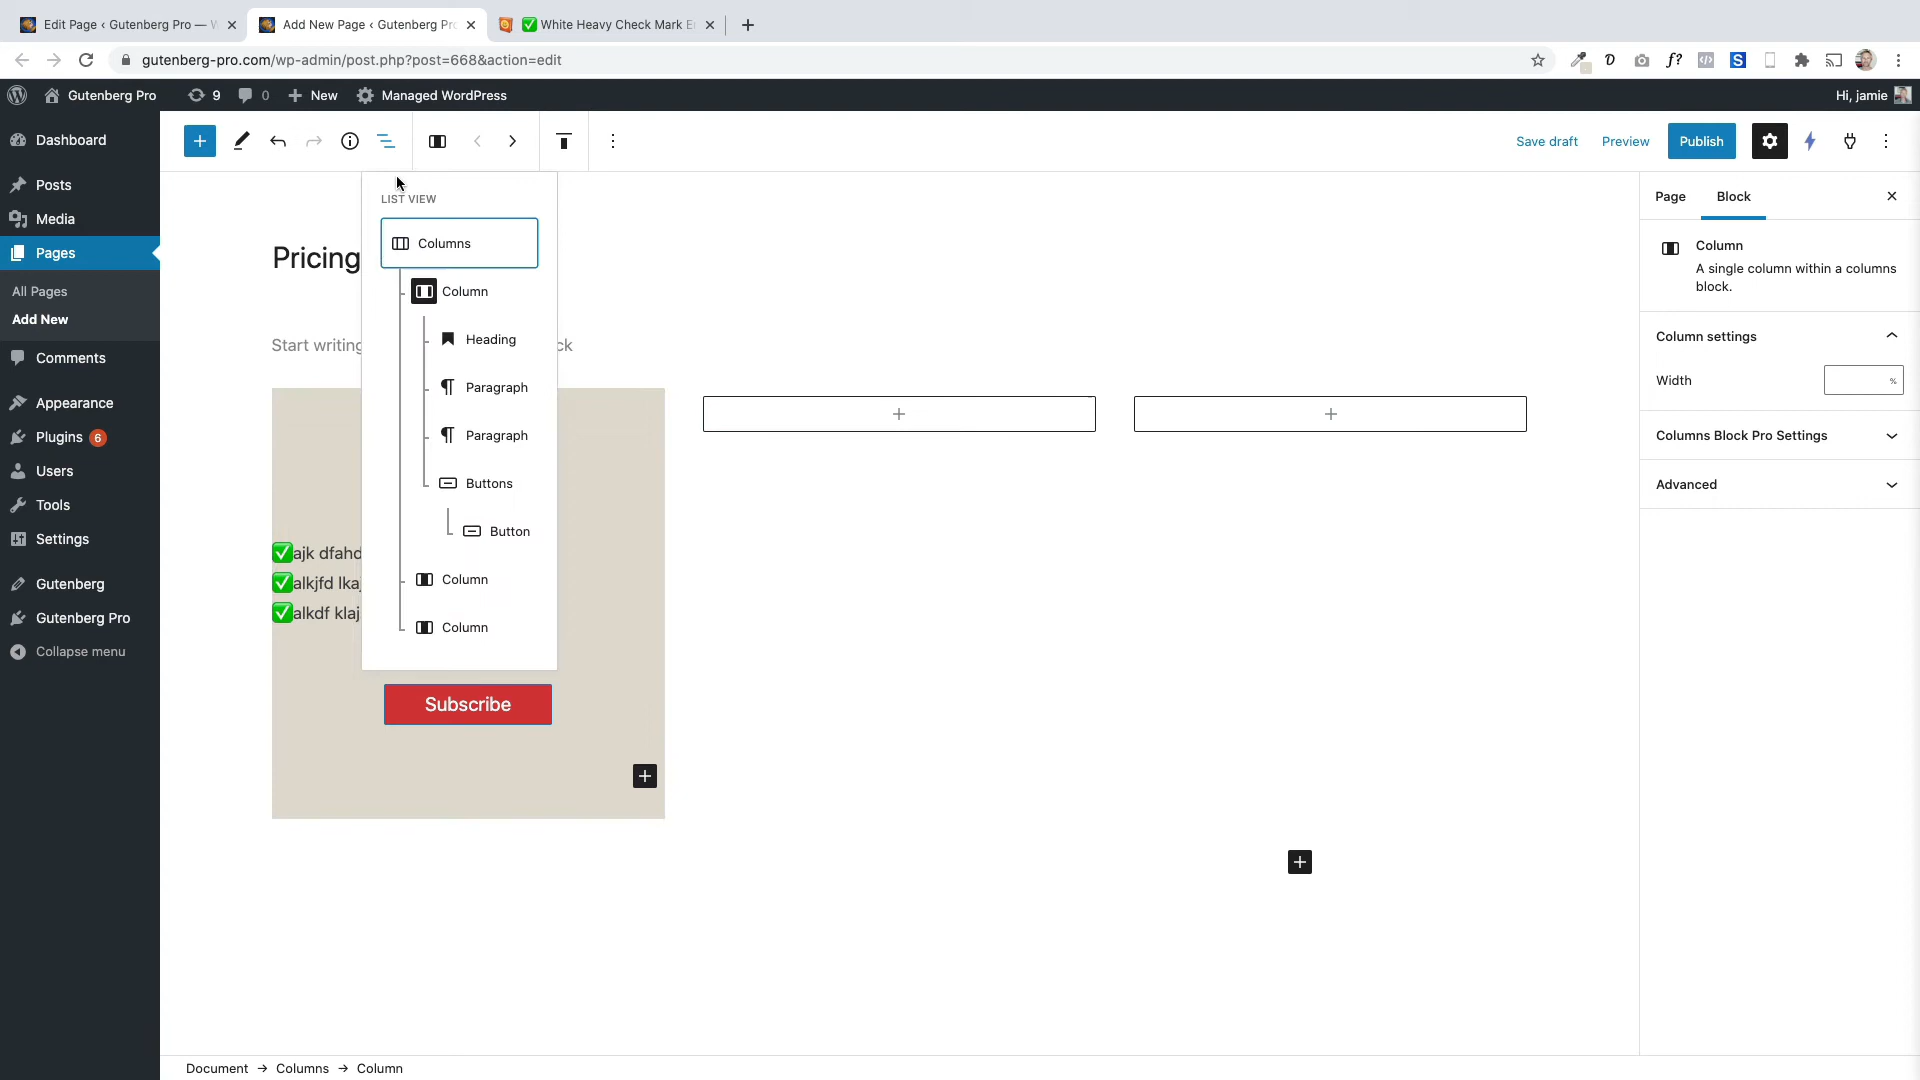 Edit Page ‹ Gutenberg Pro — W
Add New Page ‹ Gutenberg Pr
White Heavy Check Mark E
gutenberg-pro.com/wp-admin/post.php?post=668&action=edit
Gutenberg Pro
9
0
New
Managed WordPress
Hi, jamie
Dashboard
Posts
Media
Pages
All Pages
Add New
Comments
Appearance
Plugins 6
Users
Tools
Settings
Gutenberg
Gutenberg Pro
Collapse menu
Save draft
Preview
Publish
LIST VIEW
Columns
Column
Heading
Paragraph
Paragraph
Buttons
Button
Column
Column
Pricing
Start writing
ck
✅ajk dfahd
✅alkjfd lkaj
✅alkdf klaj
Subscribe
Page
Block
Column
A single column within a columns
block.
Column settings
Width
%
Columns Block Pro Settings
Advanced
Document → Columns → Column